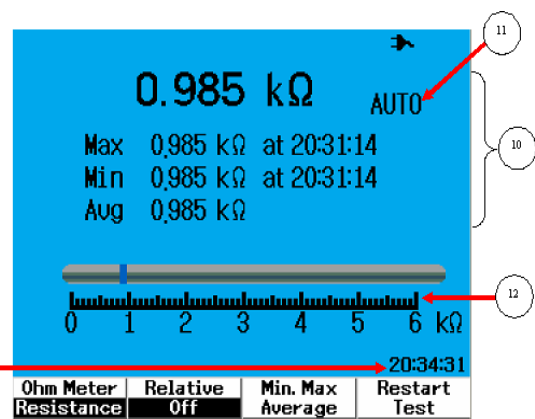 11
0.985 kΩ
AUTO
10
Max 0.985 kΩ at 20:31:14
Min 0.985 kΩ at 20:31:14
Avg 0.985 kΩ
12
0 1 2 3 4 5 6 kΩ
20:34:31
Ohm Meter Relative Min. Max Restart
Resistance Off Average Test